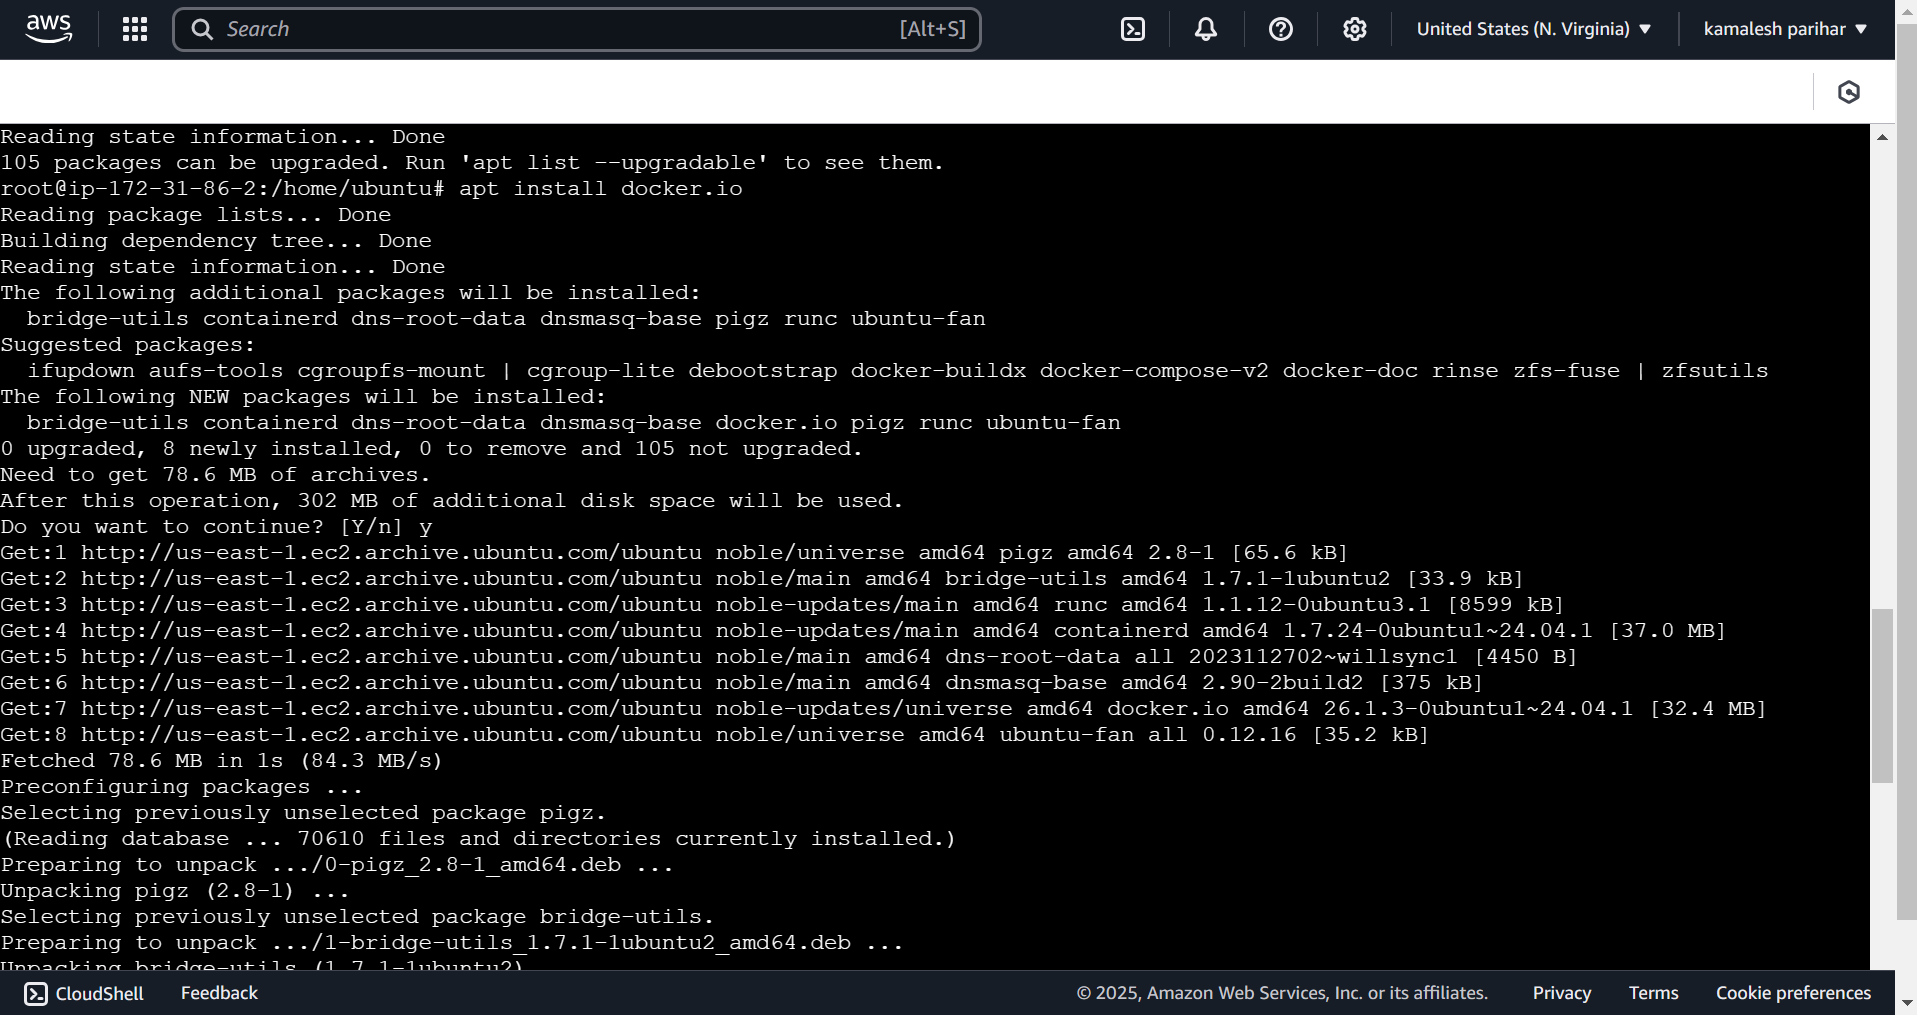 aws
Search [Alt+S]
United States (N. Virginia)
kamalesh parihar
Reading state information... Done
105 packages can be upgraded. Run 'apt list --upgradable' to see them.
root@ip-172-31-86-2:/home/ubuntu# apt install docker.io
Reading package lists... Done
Building dependency tree... Done
Reading state information... Done
The following additional packages will be installed:
  bridge-utils containerd dns-root-data dnsmasq-base pigz runc ubuntu-fan
Suggested packages:
  ifupdown aufs-tools cgroupfs-mount | cgroup-lite debootstrap docker-buildx docker-compose-v2 docker-doc rinse zfs-fuse | zfsutils
The following NEW packages will be installed:
  bridge-utils containerd dns-root-data dnsmasq-base docker.io pigz runc ubuntu-fan
0 upgraded, 8 newly installed, 0 to remove and 105 not upgraded.
Need to get 78.6 MB of archives.
After this operation, 302 MB of additional disk space will be used.
Do you want to continue? [Y/n] y
Get:1 http://us-east-1.ec2.archive.ubuntu.com/ubuntu noble/universe amd64 pigz amd64 2.8-1 [65.6 kB]
Get:2 http://us-east-1.ec2.archive.ubuntu.com/ubuntu noble/main amd64 bridge-utils amd64 1.7.1-1ubuntu2 [33.9 kB]
Get:3 http://us-east-1.ec2.archive.ubuntu.com/ubuntu noble-updates/main amd64 runc amd64 1.1.12-0ubuntu3.1 [8599 kB]
Get:4 http://us-east-1.ec2.archive.ubuntu.com/ubuntu noble-updates/main amd64 containerd amd64 1.7.24-0ubuntu1~24.04.1 [37.0 MB]
Get:5 http://us-east-1.ec2.archive.ubuntu.com/ubuntu noble/main amd64 dns-root-data all 2023112702~willsync1 [4450 B]
Get:6 http://us-east-1.ec2.archive.ubuntu.com/ubuntu noble/main amd64 dnsmasq-base amd64 2.90-2build2 [375 kB]
Get:7 http://us-east-1.ec2.archive.ubuntu.com/ubuntu noble-updates/universe amd64 docker.io amd64 26.1.3-0ubuntu1~24.04.1 [32.4 MB]
Get:8 http://us-east-1.ec2.archive.ubuntu.com/ubuntu noble/universe amd64 ubuntu-fan all 0.12.16 [35.2 kB]
Fetched 78.6 MB in 1s (84.3 MB/s)
Preconfiguring packages ...
Selecting previously unselected package pigz.
(Reading database ... 70610 files and directories currently installed.)
Preparing to unpack .../0-pigz_2.8-1_amd64.deb ...
Unpacking pigz (2.8-1) ...
Selecting previously unselected package bridge-utils.
Preparing to unpack .../1-bridge-utils_1.7.1-1ubuntu2_amd64.deb ...
Unpacking bridge-utils (1.7.1-1ubuntu2)
CloudShell Feedback © 2025, Amazon Web Services, Inc. or its affiliates. Privacy Terms Cookie preferences